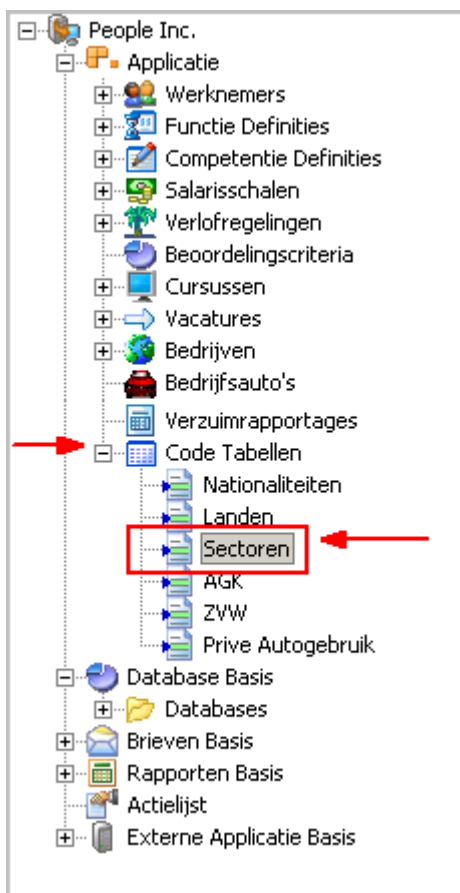 People Inc.
Applicatie
Werknemers
Functie Definities
Competentie Definities
Salarisschalen
Verlofregelingen
Beoordelingscriteria
Cursussen
Vacatures
Bedrijven
Bedrijfsauto's
Verzuimrapportages
Code Tabellen
Nationaliteiten
Landen
Sectoren
AGK
ZVW
Prive Autogebruik
Database Basis
Databases
Brieven Basis
Rapporten Basis
Actielijst
Externe Applicatie Basis